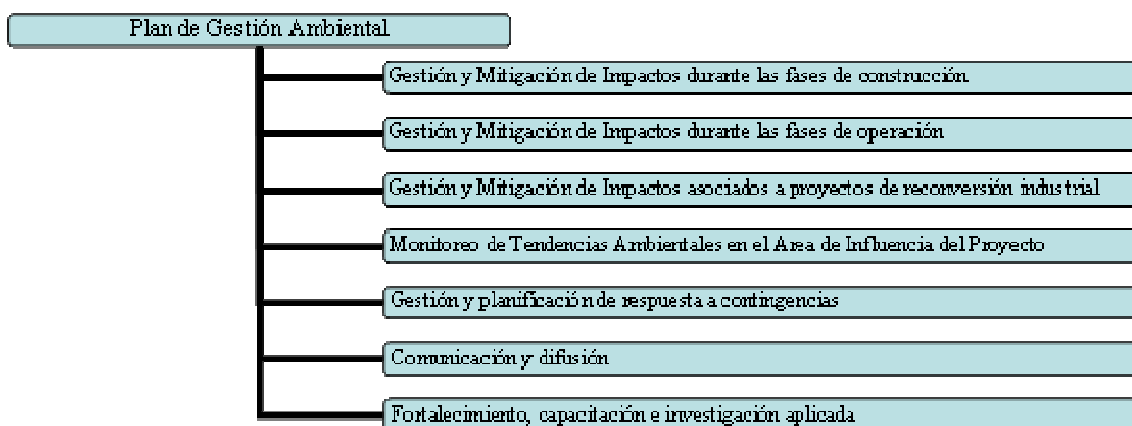 Plan de Gestión Ambiental
Gestión y Mitigación de Impactos durante las fases de construcción
Gestión y Mitigación de Impactos durante las fases de operación
Gestión y Mitigación de Impactos asociados a proyectos de reconversión industrial
Monitoreo de Tendencias Ambientales en el Area de Influencia del Proyecto
Gestión y planificación de respuesta a contingencias
Comunicación y difusión
Fortalecimiento, capacitación e investigación aplicada